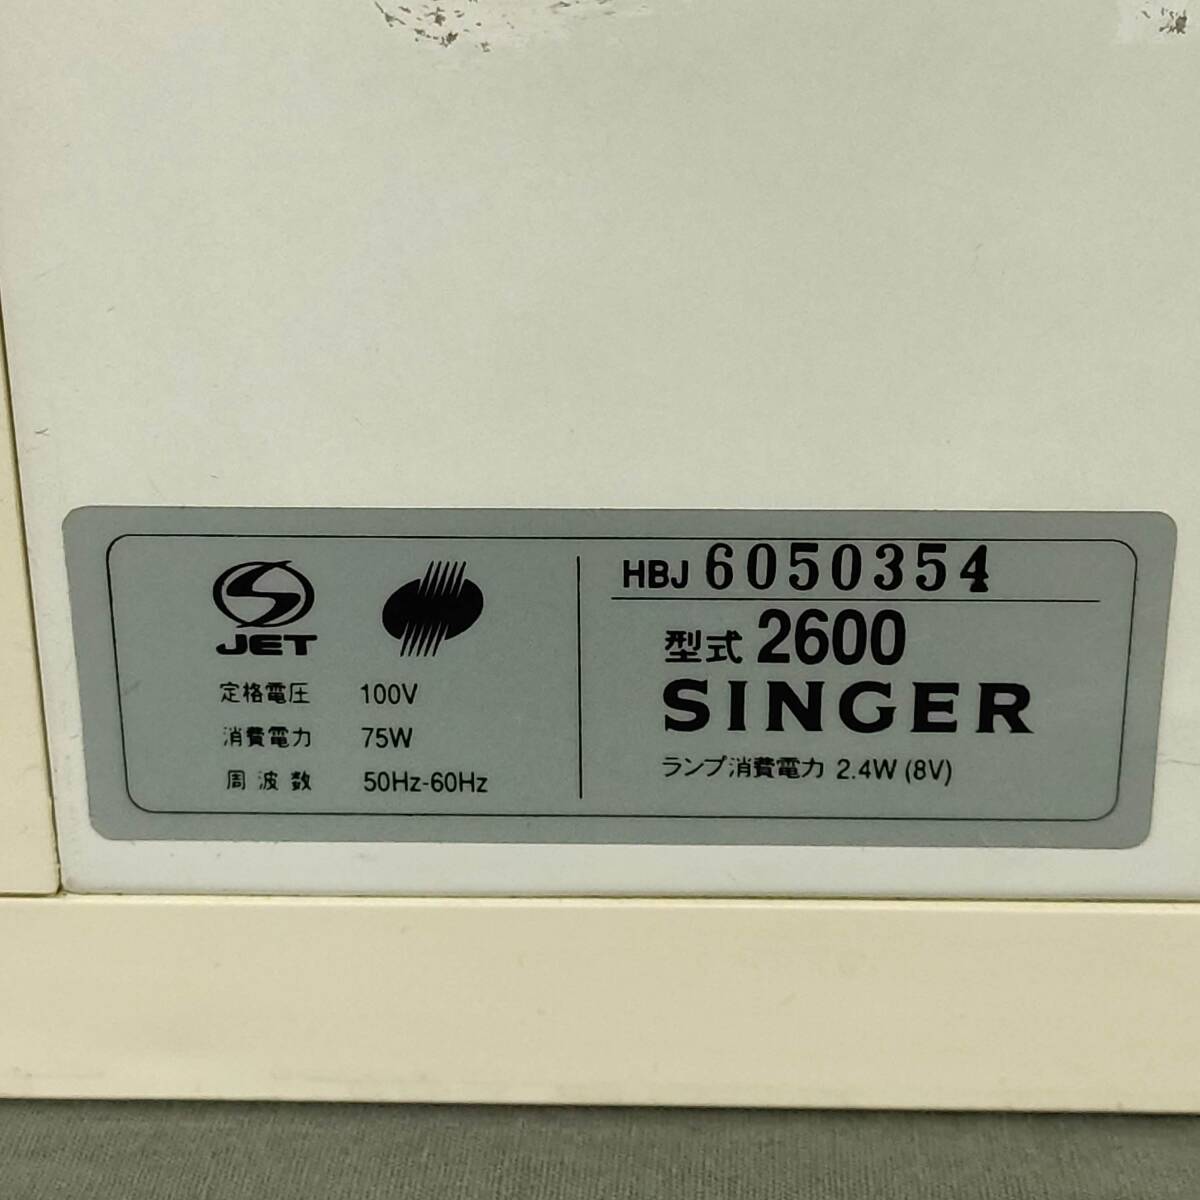 JET
定格電圧 100V
消費電力 75W
周波数 50Hz-60Hz
HBJ 6050354
型式 2600
SINGER
ランプ消費電力 2.4W (8V)